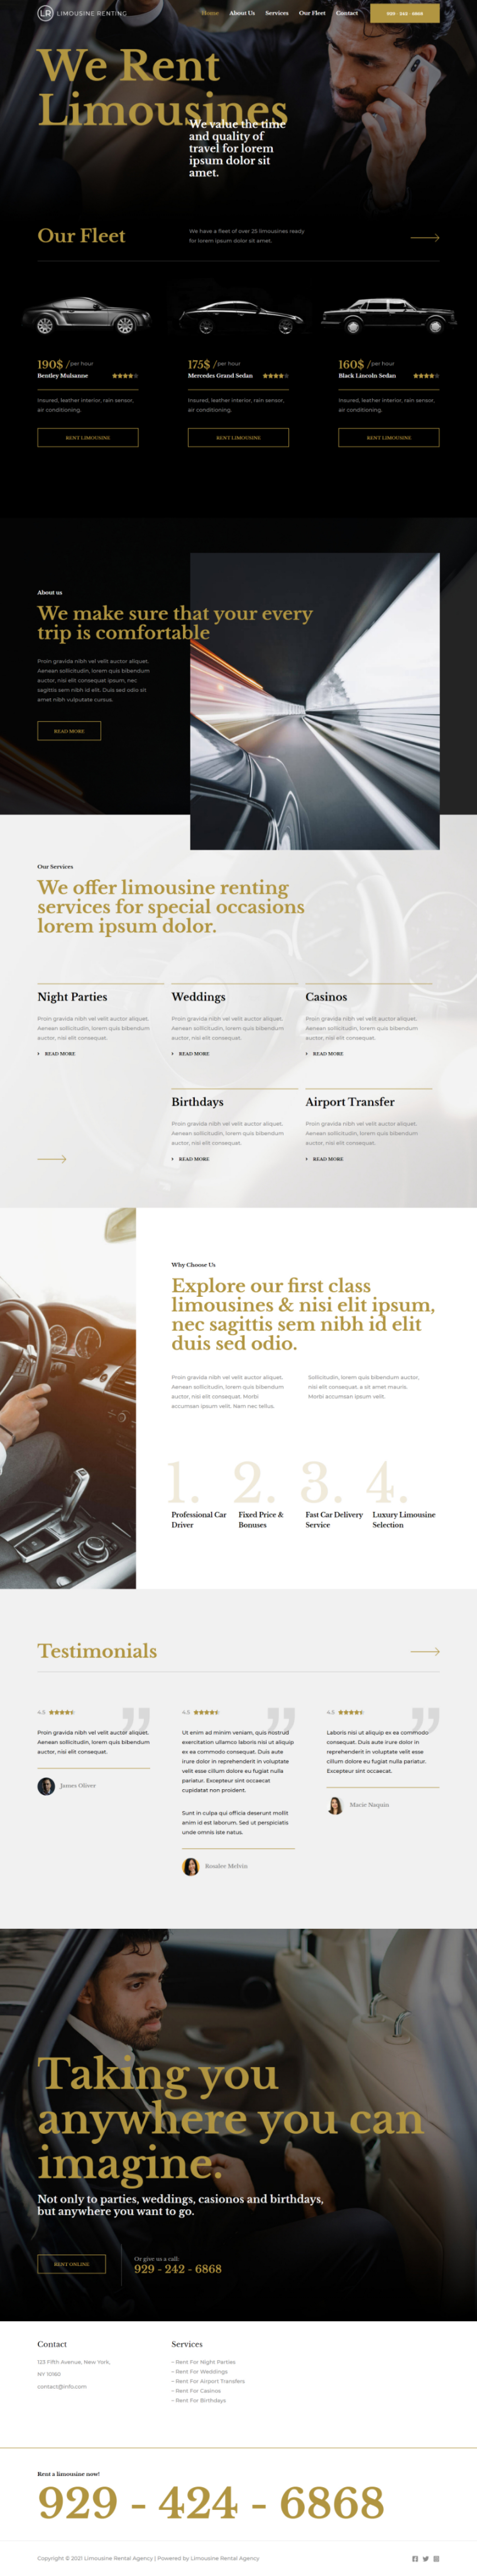 LR LIMOUSINE RENTING
Home About Us Services Our Fleet Contact 929 - 242 - 6868
We Rent
Limousines
We value the time
and quality of
travel for lorem
ipsum dolor sit
amet.
Our Fleet
We have a fleet of over 25 limousines ready
for lorem ipsum dolor sit amet.
190$ /per hour
Bentley Mulsanne
Insured, leather interior, rain sensor,
air conditioning.
RENT LIMOUSINE
175$ /per hour
Mercedes Grand Sedan
Insured, leather interior, rain sensor,
air conditioning.
RENT LIMOUSINE
160$ /per hour
Black Lincoln Sedan
Insured, leather interior, rain sensor,
air conditioning.
RENT LIMOUSINE
About us
We make sure that your every
trip is comfortable
Proin gravida nibh vel velit auctor aliquet.
Aenean sollicitudin, lorem quis bibendum
auctor, nisi elit consequat ipsum, nec
sagittis sem nibh id elit. Duis sed odio sit
amet nibh vulputate cursus.
READ MORE
Our Services
We offer limousine renting
services for special occasions
lorem ipsum dolor.
Night Parties
Proin gravida nibh vel velit auctor aliquet.
Aenean sollicitudin, lorem quis bibendum
auctor, nisi elit consequat.
READ MORE
Weddings
Proin gravida nibh vel velit auctor aliquet.
Aenean sollicitudin, lorem quis bibendum
auctor, nisi elit consequat.
READ MORE
Casinos
Proin gravida nibh vel velit auctor aliquet.
Aenean sollicitudin, lorem quis bibendum
auctor, nisi elit consequat.
READ MORE
Birthdays
Proin gravida nibh vel velit auctor aliquet.
Aenean sollicitudin, lorem quis bibendum
auctor, nisi elit consequat.
READ MORE
Airport Transfer
Proin gravida nibh vel velit auctor aliquet.
Aenean sollicitudin, lorem quis bibendum
auctor, nisi elit consequat.
READ MORE
Why Choose Us
Explore our first class
limousines & nisi elit ipsum,
nec sagittis sem nibh id elit
duis sed odio.
Proin gravida nibh vel velit auctor aliquet.
Aenean sollicitudin, lorem quis bibendum
auctor, nisi elit consequat. Morbi
accumsan ipsum velit. Nam nec tellus.
Sollicitudin, lorem quis bibendum auctor,
nisi elit consequat. a sit amet mauris.
Morbi accumsan ipsum velit.
1.
Professional Car
Driver
2.
Fixed Price &
Bonuses
3.
Fast Car Delivery
Service
4.
Luxury Limousine
Selection
Testimonials
4.5
Proin gravida nibh vel velit auctor aliquet.
Aenean sollicitudin, lorem quis bibendum
auctor, nisi elit consequat.
James Oliver
4.5
Ut enim ad minim veniam, quis nostrud
exercitation ullamco laboris nisi ut aliquip
ex ea commodo consequat. Duis aute
irure dolor in reprehenderit in voluptate
velit esse cillum dolore eu fugiat nulla
pariatur. Excepteur sint occaecat
cupidatat non proident.
Sunt in culpa qui officia deserunt mollit
anim id est laborum. Sed ut perspiciatis
unde omnis iste natus.
Rosalee Melvin
4.5
Laboris nisi ut aliquip ex ea commodo
consequat. Duis aute irure dolor in
reprehenderit in voluptate velit esse
cillum dolore eu fugiat nulla pariatur.
Excepteur sint occaecat.
Macie Naquin
Taking you
anywhere you can
imagine.
Not only to parties, weddings, casionos and birthdays,
but anywhere you want to go.
RENT ONLINE
Or give us a call:
929 - 242 - 6868
Contact
123 Fifth Avenue, New York,
NY 10160
contact@info.com
Services
– Rent For Night Parties
– Rent For Weddings
– Rent For Airport Transfers
– Rent For Casinos
– Rent For Birthdays
Rent a limousine now!
929 - 424 - 6868
Copyright © 2021 Limousine Rental Agency | Powered by Limousine Rental Agency